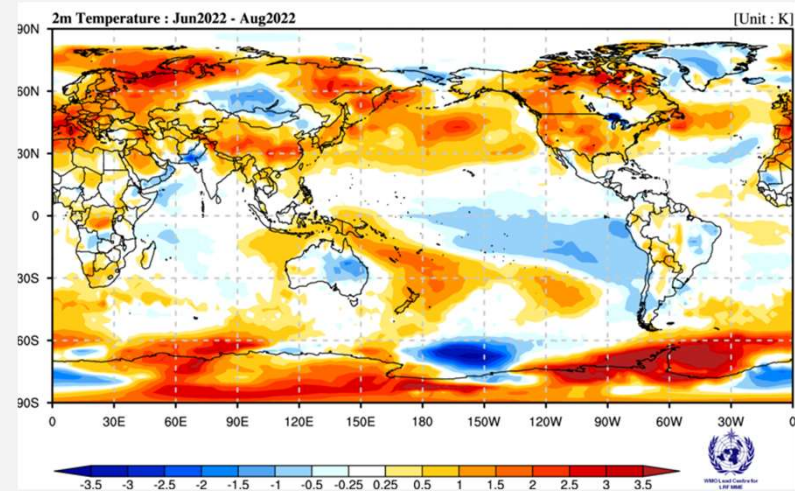 2m Temperature : Jun2022 - Aug2022 [Unit : K]
90N
60N
30N
0
30S
60S
90S
0 30E 60E 90E 120E 150E 180 150W 120W 90W 60W 30W 0
-3.5 -3 -2.5 -2 -1.5 -1 -0.5 -0.25 0.25 0.5 1 1.5 2 2.5 3 3.5
WMO Lead Centre for
LRFMME